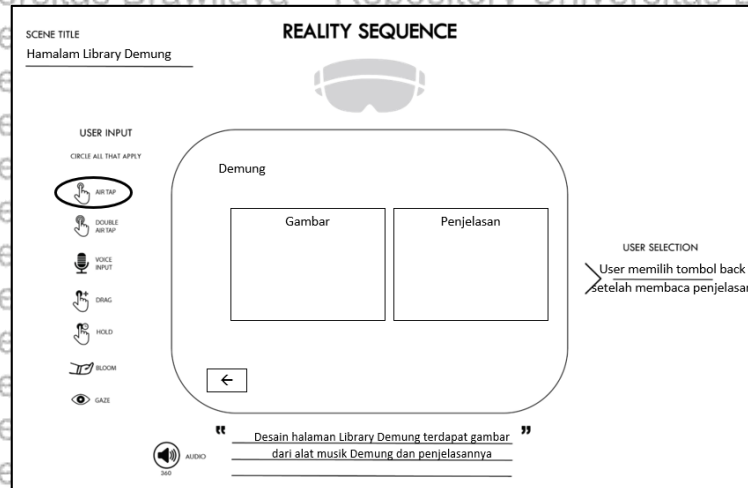 REALITY SEQUENCE
SCENE TITLE
Hamalam Library Demung
USER INPUT
CIRCLE ALL THAT APPLY
AIR TAP
DOUBLE
AIR TAP
VOICE
INPUT
DRAG
HOLD
BLOOM
GAZE
Demung
Gambar
Penjelasan
←
USER SELECTION
User memilih tombol back
setelah membaca penjelasan
" Desain halaman Library Demung terdapat gambar "
dari alat musik Demung dan penjelasannya
AUDIO
360